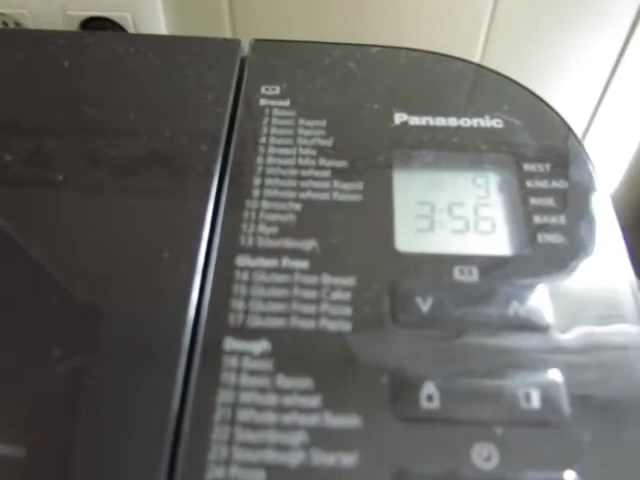 Bread
1 Basic
2 Basic Rapid
3 Basic Raisin
5 Bread Mix
6 Bread Mix Raisin
7 Whole wheat
8 Whole wheat Rapid
9 Whole wheat Raisin
10 Brioche
11 French
12 Rye
13 Sourdough
Gluten Free
14 Gluten Free Bread
15 Gluten Free Cake
16 Gluten Free Pizza
17 Gluten Free Pasta
Dough
18 Basic
19 Basic Raisin
20 Whole wheat
21 Whole wheat Raisin
22 Sourdough
23 Sourdough Starter
24 Pizza
Panasonic
9
3:56
REST
KNEAD
RISE
BAKE
END